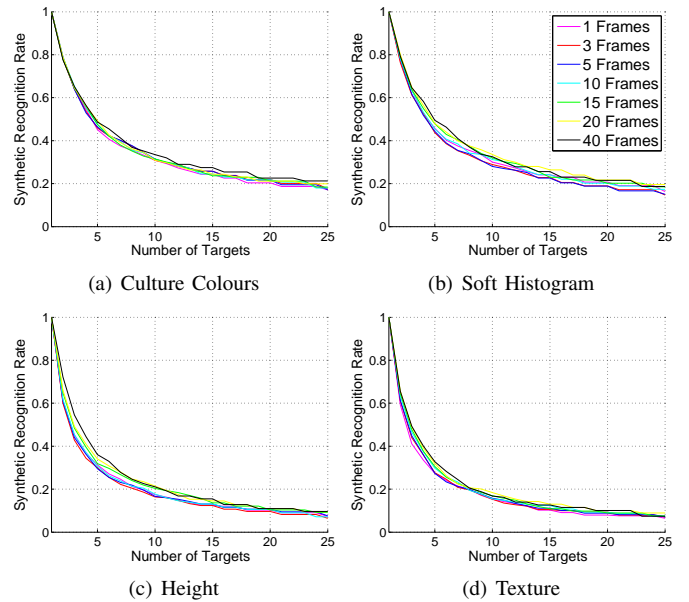 1
0.8
0.6
0.4
0.2
0
Synthetic Recognition Rate
5 10 15 20 25
Number of Targets
(a) Culture Colours
1
0.8
0.6
0.4
0.2
0
Synthetic Recognition Rate
1 Frames
3 Frames
5 Frames
10 Frames
15 Frames
20 Frames
40 Frames
5 10 15 20 25
Number of Targets
(b) Soft Histogram
1
0.8
0.6
0.4
0.2
0
Synthetic Recognition Rate
5 10 15 20 25
Number of Targets
(c) Height
1
0.8
0.6
0.4
0.2
0
Synthetic Recognition Rate
5 10 15 20 25
Number of Targets
(d) Texture